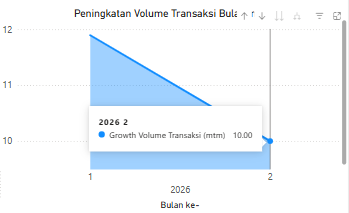 Peningkatan Volume Transaksi Bula
12
11
10
2026 2
Growth Volume Transaksi (mtm) 10.00
1 2
2026
Bulan ke-